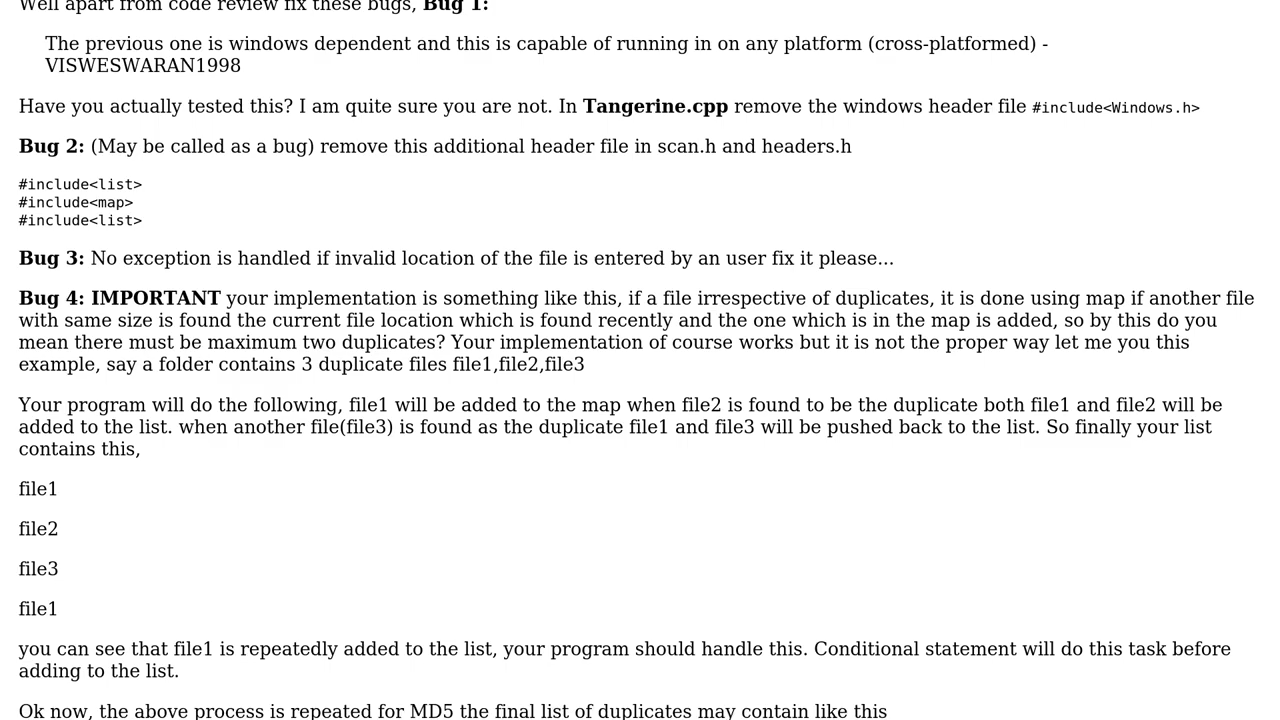 Well apart from code review fix these bugs, Bug 1:
The previous one is windows dependent and this is capable of running in on any platform (cross-platformed) -
VISWESWARAN1998
Have you actually tested this? I am quite sure you are not. In Tangerine.cpp remove the windows header file #include<Windows.h>
Bug 2: (May be called as a bug) remove this additional header file in scan.h and headers.h
#include<list>
#include<map>
#include<list>
Bug 3: No exception is handled if invalid location of the file is entered by an user fix it please...
Bug 4: IMPORTANT your implementation is something like this, if a file irrespective of duplicates, it is done using map if another file
with same size is found the current file location which is found recently and the one which is in the map is added, so by this do you
mean there must be maximum two duplicates? Your implementation of course works but it is not the proper way let me you this
example, say a folder contains 3 duplicate files file1,file2,file3
Your program will do the following, file1 will be added to the map when file2 is found to be the duplicate both file1 and file2 will be
added to the list. when another file(file3) is found as the duplicate file1 and file3 will be pushed back to the list. So finally your list
contains this,
file1
file2
file3
file1
you can see that file1 is repeatedly added to the list, your program should handle this. Conditional statement will do this task before
adding to the list.
Ok now, the above process is repeated for MD5 the final list of duplicates may contain like this